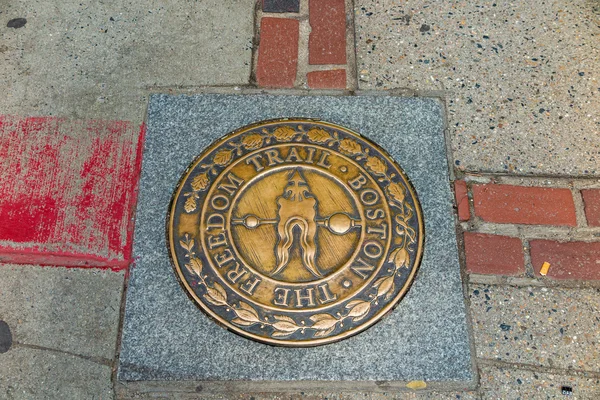 THE FREEDOM TRAIL · BOSTON ·